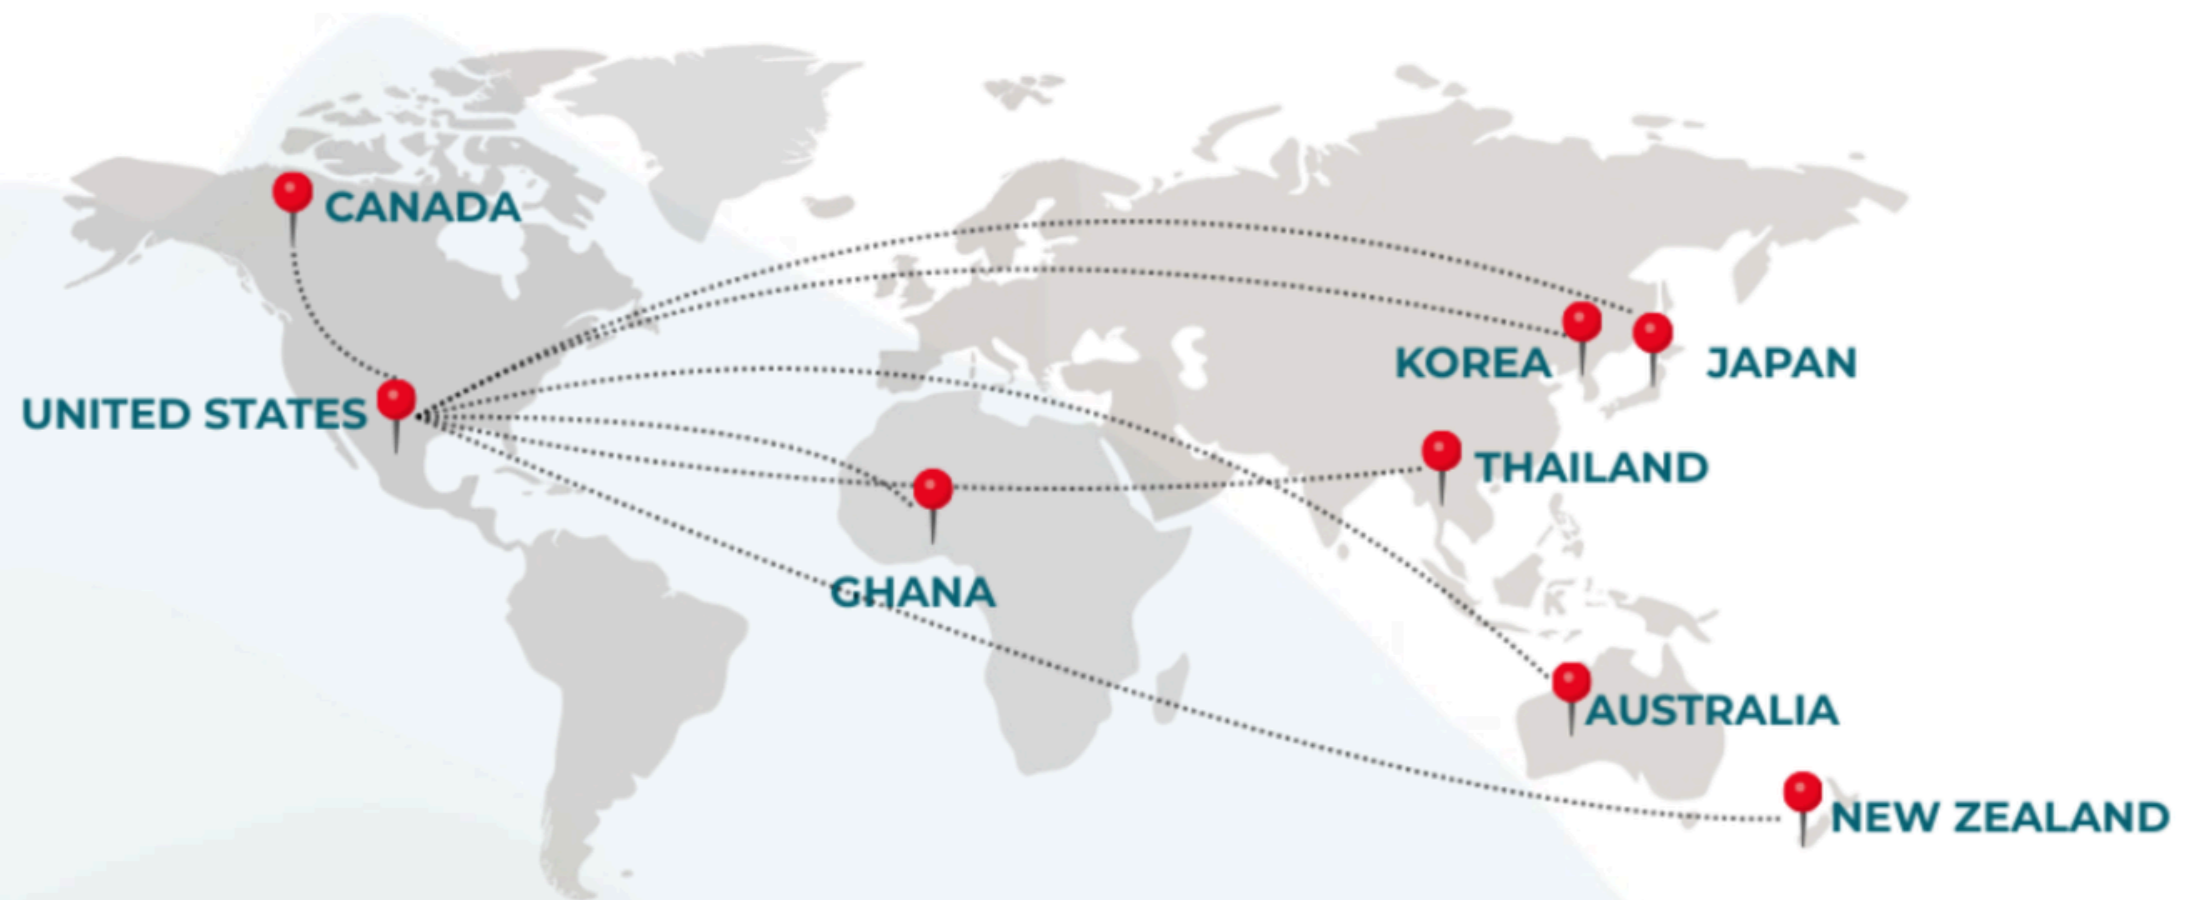 CANADA
UNITED STATES
KOREA
JAPAN
THAILAND
GHANA
AUSTRALIA
NEW ZEALAND